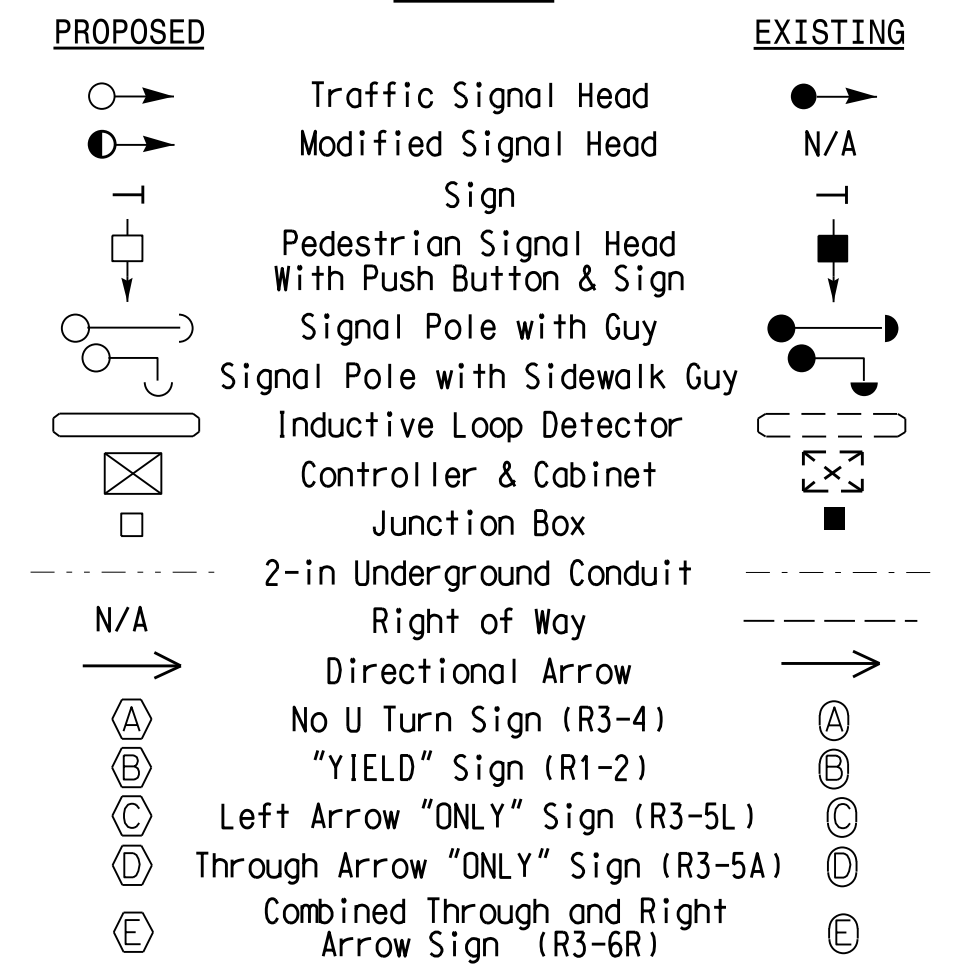 PROPOSED EXISTING
Traffic Signal Head
Modified Signal Head N/A
Sign
Pedestrian Signal Head
With Push Button & Sign
Signal Pole with Guy
Signal Pole with Sidewalk Guy
Inductive Loop Detector
Controller & Cabinet
Junction Box
2-in Underground Conduit
N/A Right of Way
Directional Arrow
A No U Turn Sign (R3-4) A
B "YIELD" Sign (R1-2) B
C Left Arrow "ONLY" Sign (R3-5L) C
D Through Arrow "ONLY" Sign (R3-5A) D
Combined Through and Right
E Arrow Sign (R3-6R) E